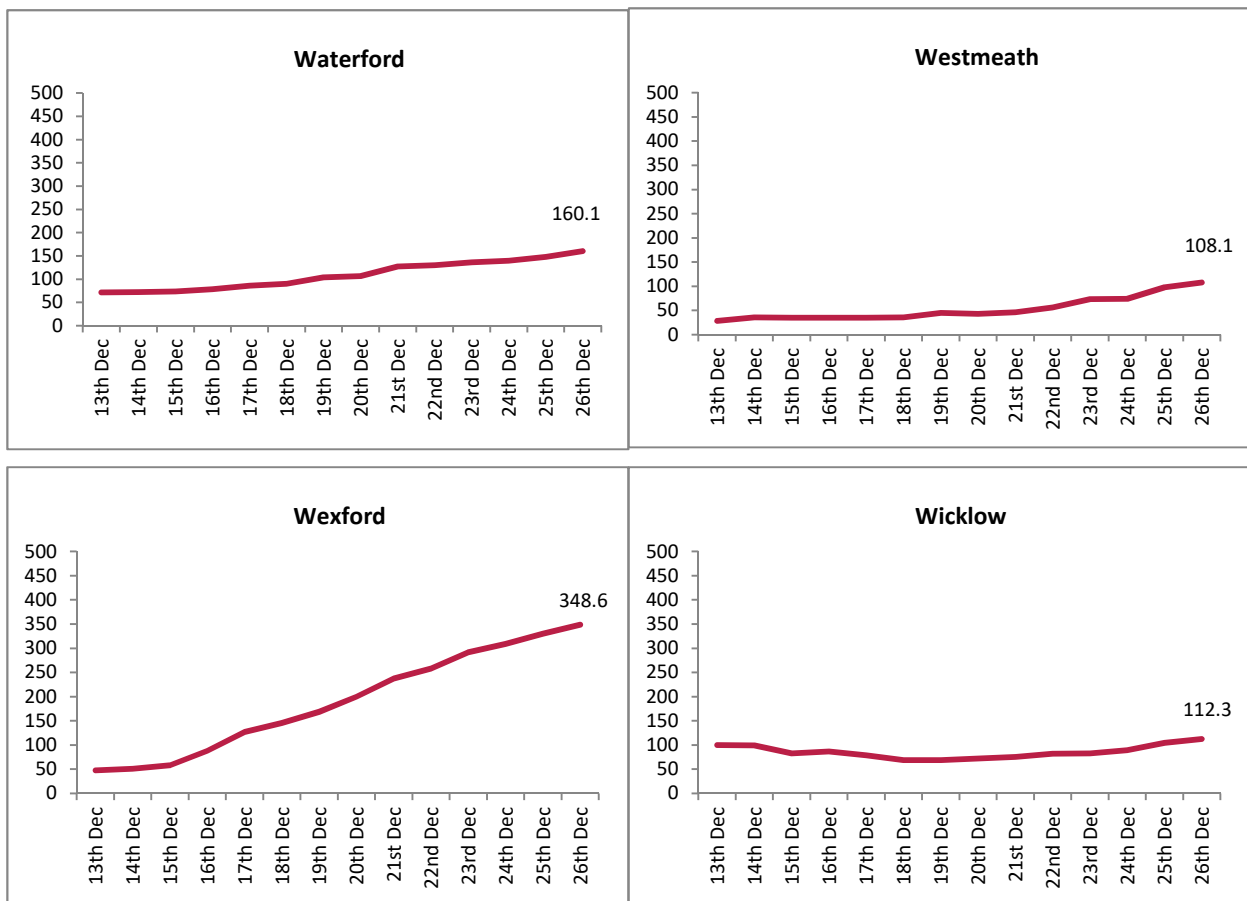 Waterford
500
450
400
350
300
250
200
150
100
50
0
160.1
13th Dec
14th Dec
15th Dec
16th Dec
17th Dec
18th Dec
19th Dec
20th Dec
21st Dec
22nd Dec
23rd Dec
24th Dec
25th Dec
26th Dec
Westmeath
500
450
400
350
300
250
200
150
100
50
0
108.1
13th Dec
14th Dec
15th Dec
16th Dec
17th Dec
18th Dec
19th Dec
20th Dec
21st Dec
22nd Dec
23rd Dec
24th Dec
25th Dec
26th Dec
Wexford
500
450
400
350
300
250
200
150
100
50
0
348.6
13th Dec
14th Dec
15th Dec
16th Dec
17th Dec
18th Dec
19th Dec
20th Dec
21st Dec
22nd Dec
23rd Dec
24th Dec
25th Dec
26th Dec
Wicklow
500
450
400
350
300
250
200
150
100
50
0
112.3
13th Dec
14th Dec
15th Dec
16th Dec
17th Dec
18th Dec
19th Dec
20th Dec
21st Dec
22nd Dec
23rd Dec
24th Dec
25th Dec
26th Dec